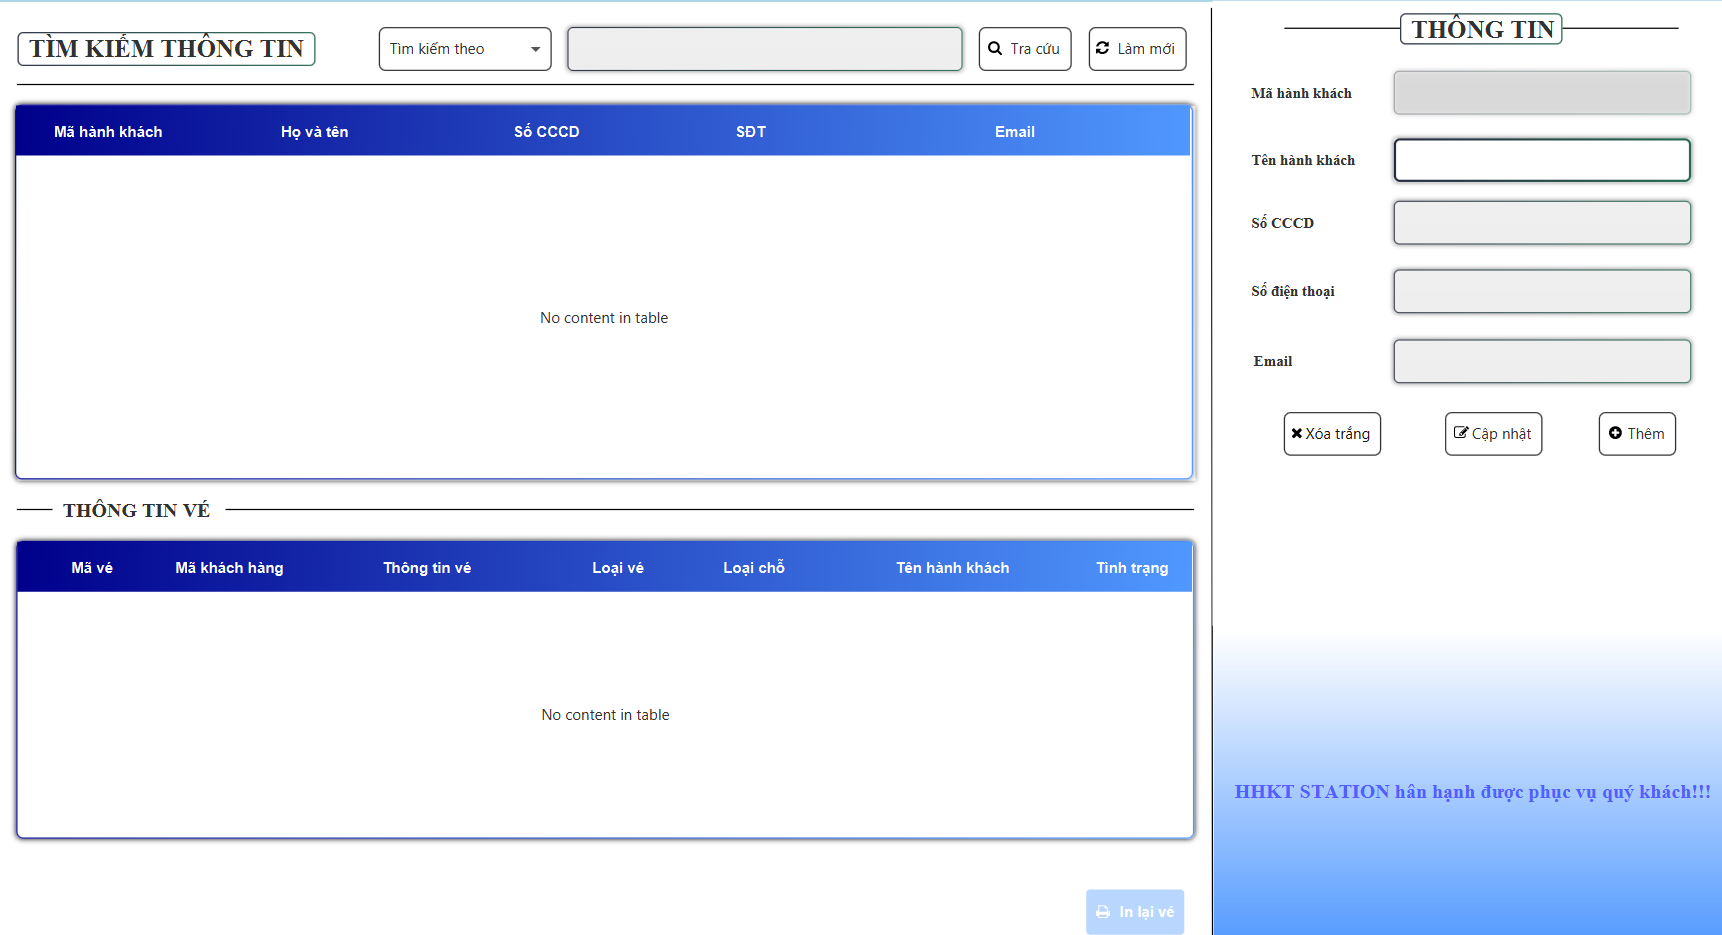 TÌM KIẾM THÔNG TIN
Tìm kiếm theo
Tra cứu
Làm mới
Mã hành khách Họ và tên Số CCCD SĐT Email
No content in table
THÔNG TIN VÉ
Mã vé Mã khách hàng Thông tin vé Loại vé Loại chỗ Tên hành khách Tình trạng
No content in table
In lại vé
THÔNG TIN
Mã hành khách
Tên hành khách
Số CCCD
Số điện thoại
Email
Xóa trắng
Cập nhật
Thêm
HHKT STATION hân hạnh được phục vụ quý khách!!!